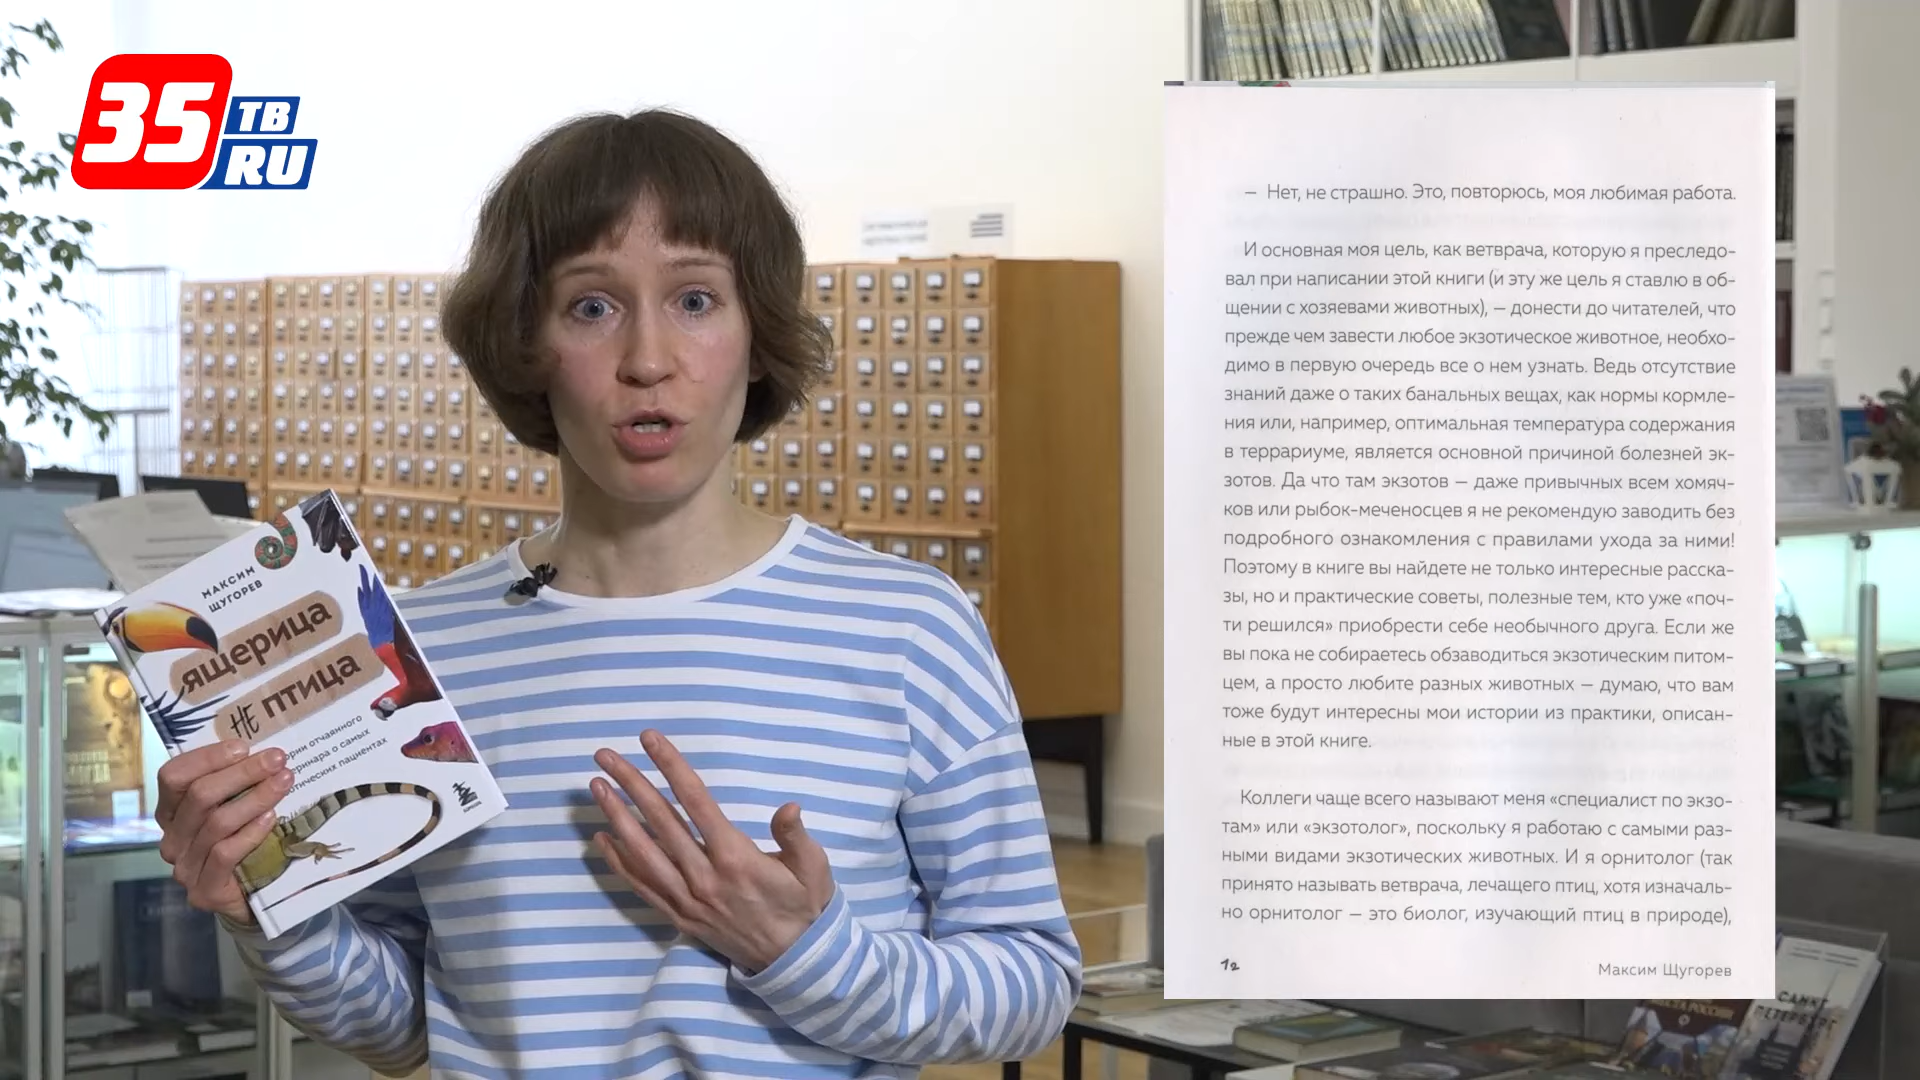 35
ТВ
RU
МАКСИМ
ЩУГОРЕВ
ЯЩЕРИЦА
НЕ ПТИЦА
отчаянного
о самых
пациентах
— Нет, не страшно. Это, повторюсь, моя любимая работа.
И основная моя цель, как ветврача, которую я преследо-
вал при написании этой книги (и эту же цель я ставлю в об-
щении с хозяевами животных), — донести до читателей, что
прежде чем завести любое экзотическое животное, необхо-
димо в первую очередь все о нем узнать. Ведь отсутствие
знаний даже о таких банальных вещах, как нормы кормле-
ния или, например, оптимальная температура содержания
в террариуме, является основной причиной болезней эк-
зотов. Да что там экзотов — даже привычных всем хомяч-
ков или рыбок-меченосцев я не рекомендую заводить без
подробного ознакомления с правилами ухода за ними!
Поэтому в книге вы найдете не только интересные расска-
зы, но и практические советы, полезные тем, кто уже «поч-
ти решился» приобрести себе необычного друга. Если же
вы пока не собираетесь обзаводиться экзотическим питом-
цем, а просто любите разных животных — думаю, что вам
тоже будут интересны мои истории из практики, описан-
ные в этой книге.
Коллеги чаще всего называют меня «специалист по экзо-
там» или «экзотолог», поскольку я работаю с самыми раз-
ными видами экзотических животных. И я орнитолог (так
принято называть ветврача, лечащего птиц, хотя изначаль-
но орнитолог — это биолог, изучающий птиц в природе),
12
Максим Щугорев
САНКТ
ПЕТЕРБУРГ